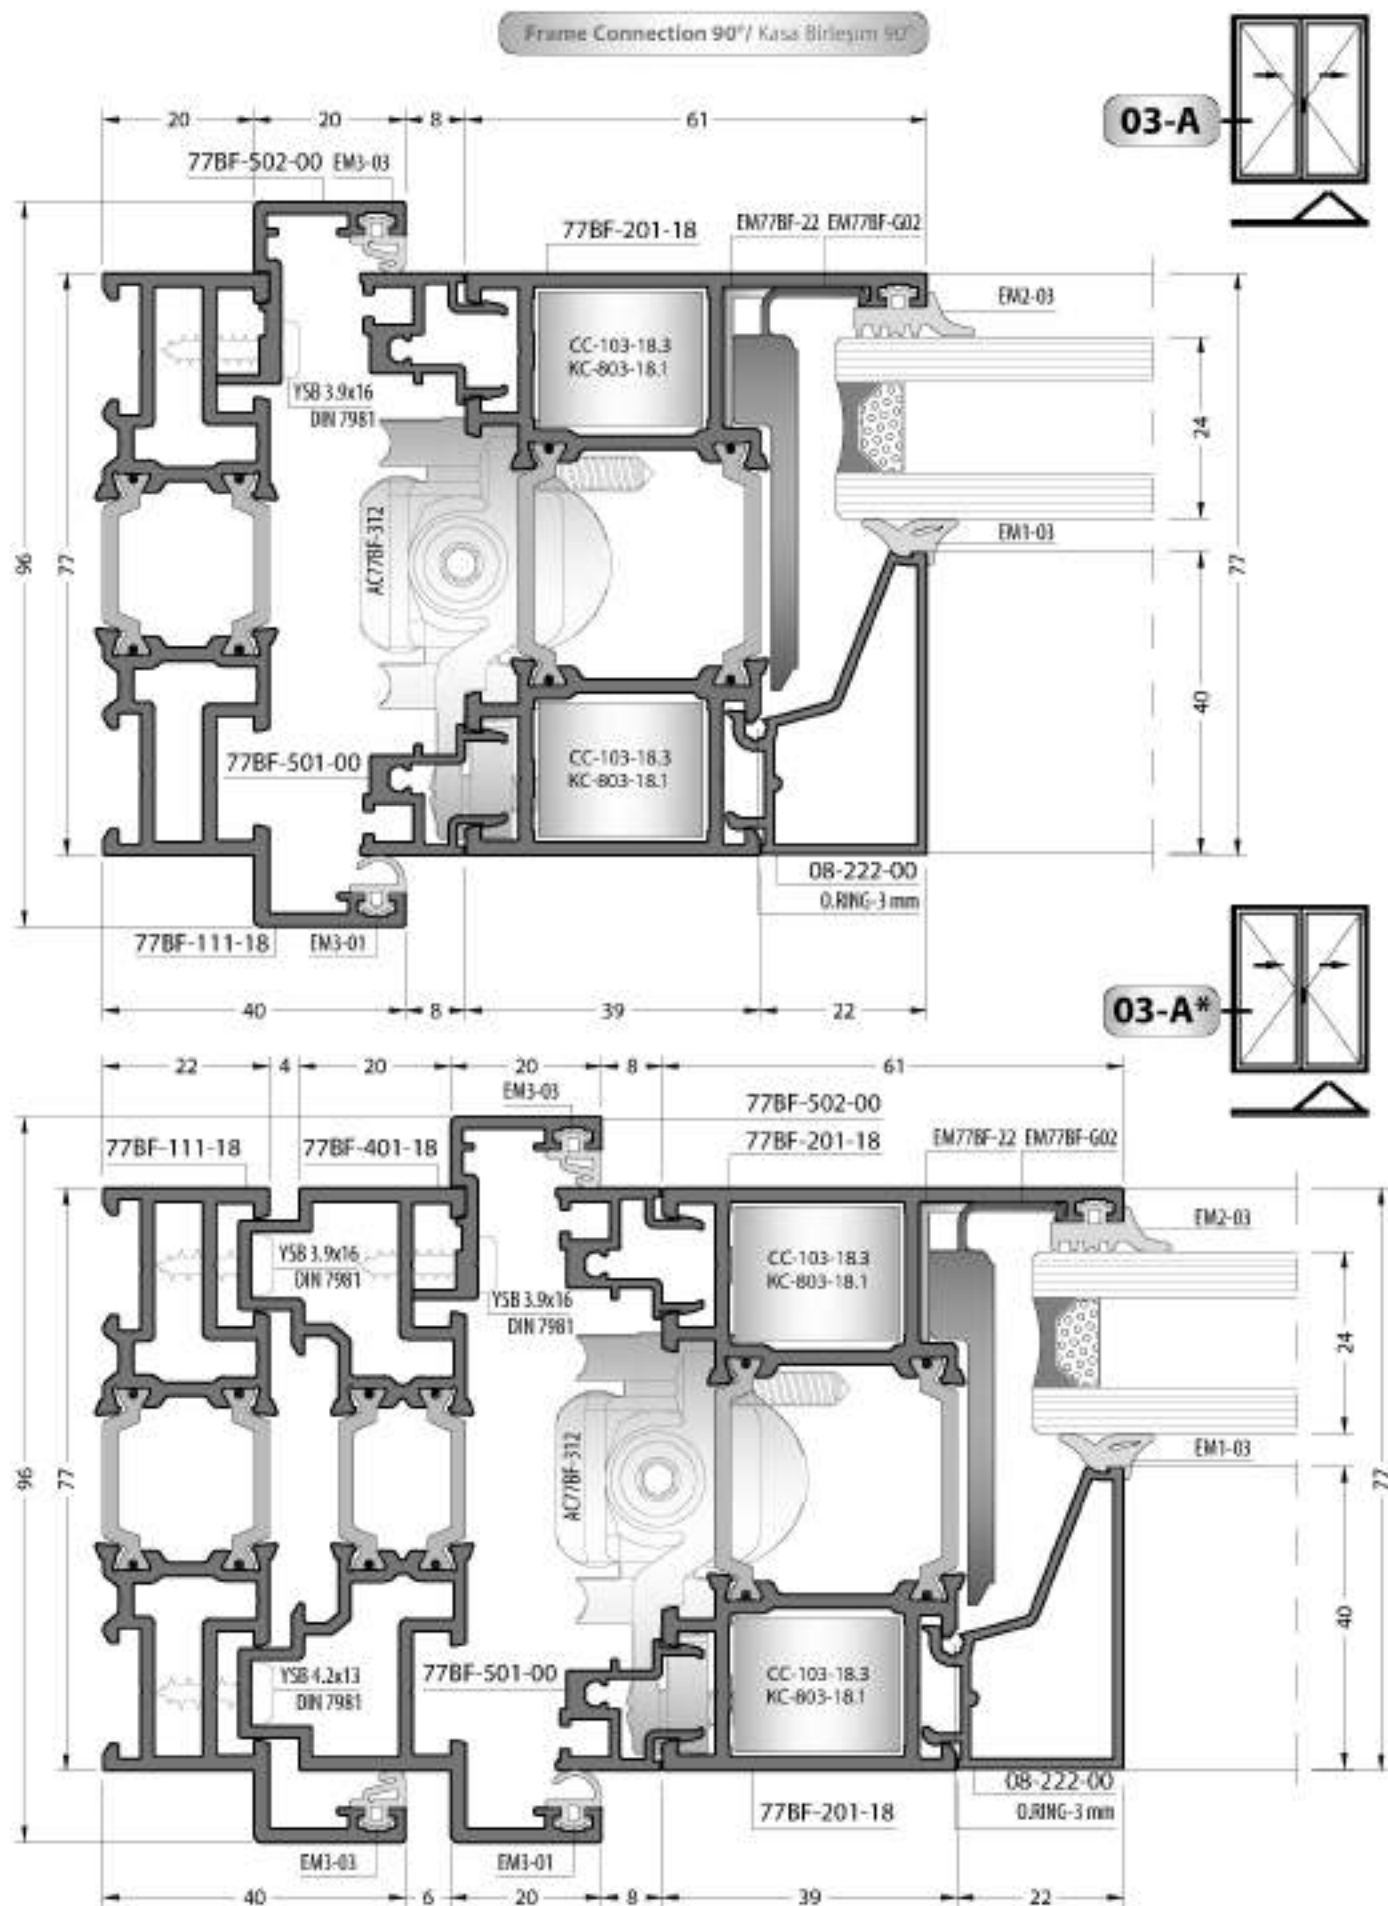 Frame Connection 90°/ Kasa Birleşim 90°
03-A
20
20
8
61
77BF-502-00
EM3-03
77BF-201-18
EM77BF-22
EM77BF-G02
EM2-03
CC-103-18.3
KC-803-18.1
YSB 3.9x16
DIN 7981
24
AC77BF-312
EM1-03
96
77
77
40
77BF-501-00
CC-103-18.3
KC-803-18.1
08-222-00
O.RING-3 mm
77BF-111-18
EM3-01
40
8
39
22
03-A*
22
4
20
20
8
61
EM3-03
77BF-502-00
77BF-111-18
77BF-401-18
77BF-201-18
EM77BF-22
EM77BF-G02
EM2-03
YSB 3.9x16
DIN 7981
CC-103-18.3
KC-803-18.1
YSB 3.9x16
DIN 7981
24
AC77BF-312
EM1-03
96
77
77
40
YSB 4.2x13
DIN 7981
77BF-501-00
CC-103-18.3
KC-803-18.1
08-222-00
77BF-201-18
O.RING-3 mm
EM3-03
EM3-01
40
6
20
8
39
22